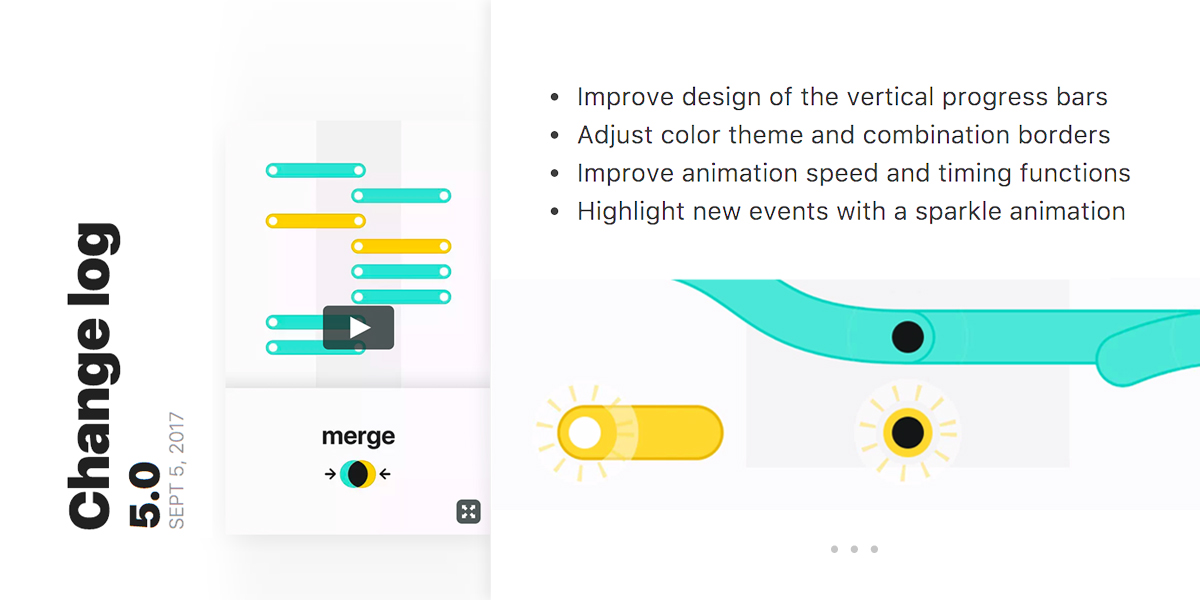 Change log
5.0
SEPT 5, 2017
merge
• Improve design of the vertical progress bars
• Adjust color theme and combination borders
• Improve animation speed and timing functions
• Highlight new events with a sparkle animation